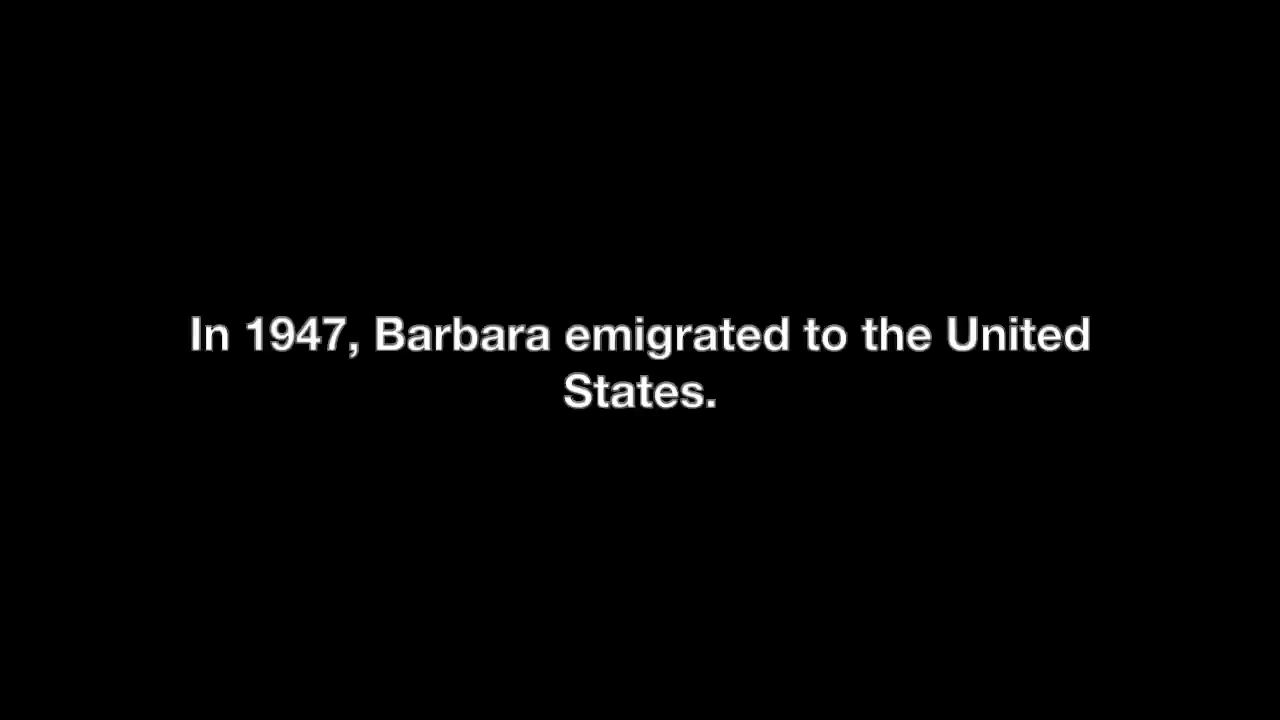 In 1947, Barbara emigrated to the United
States.